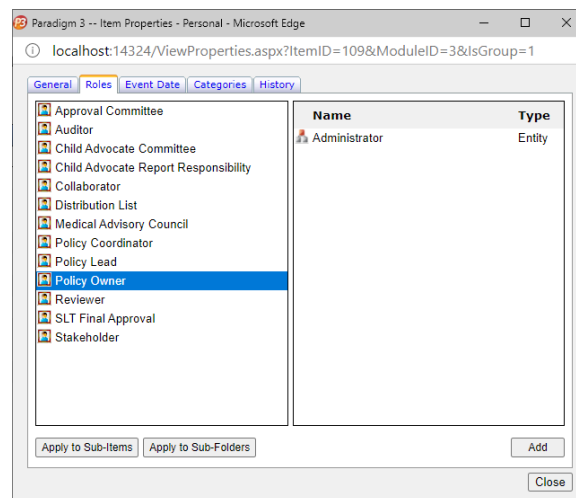 Paradigm 3 -- Item Properties - Personal - Microsoft Edge
localhost:14324/ViewProperties.aspx?ItemID=109&ModuleID=3&IsGroup=1
General Roles Event Date Categories History
Approval Committee
Auditor
Child Advocate Committee
Child Advocate Report Responsibility
Collaborator
Distribution List
Medical Advisory Council
Policy Coordinator
Policy Lead
Policy Owner
Reviewer
SLT Final Approval
Stakeholder
Name Type
Administrator Entity
Apply to Sub-Items Apply to Sub-Folders Add
Close